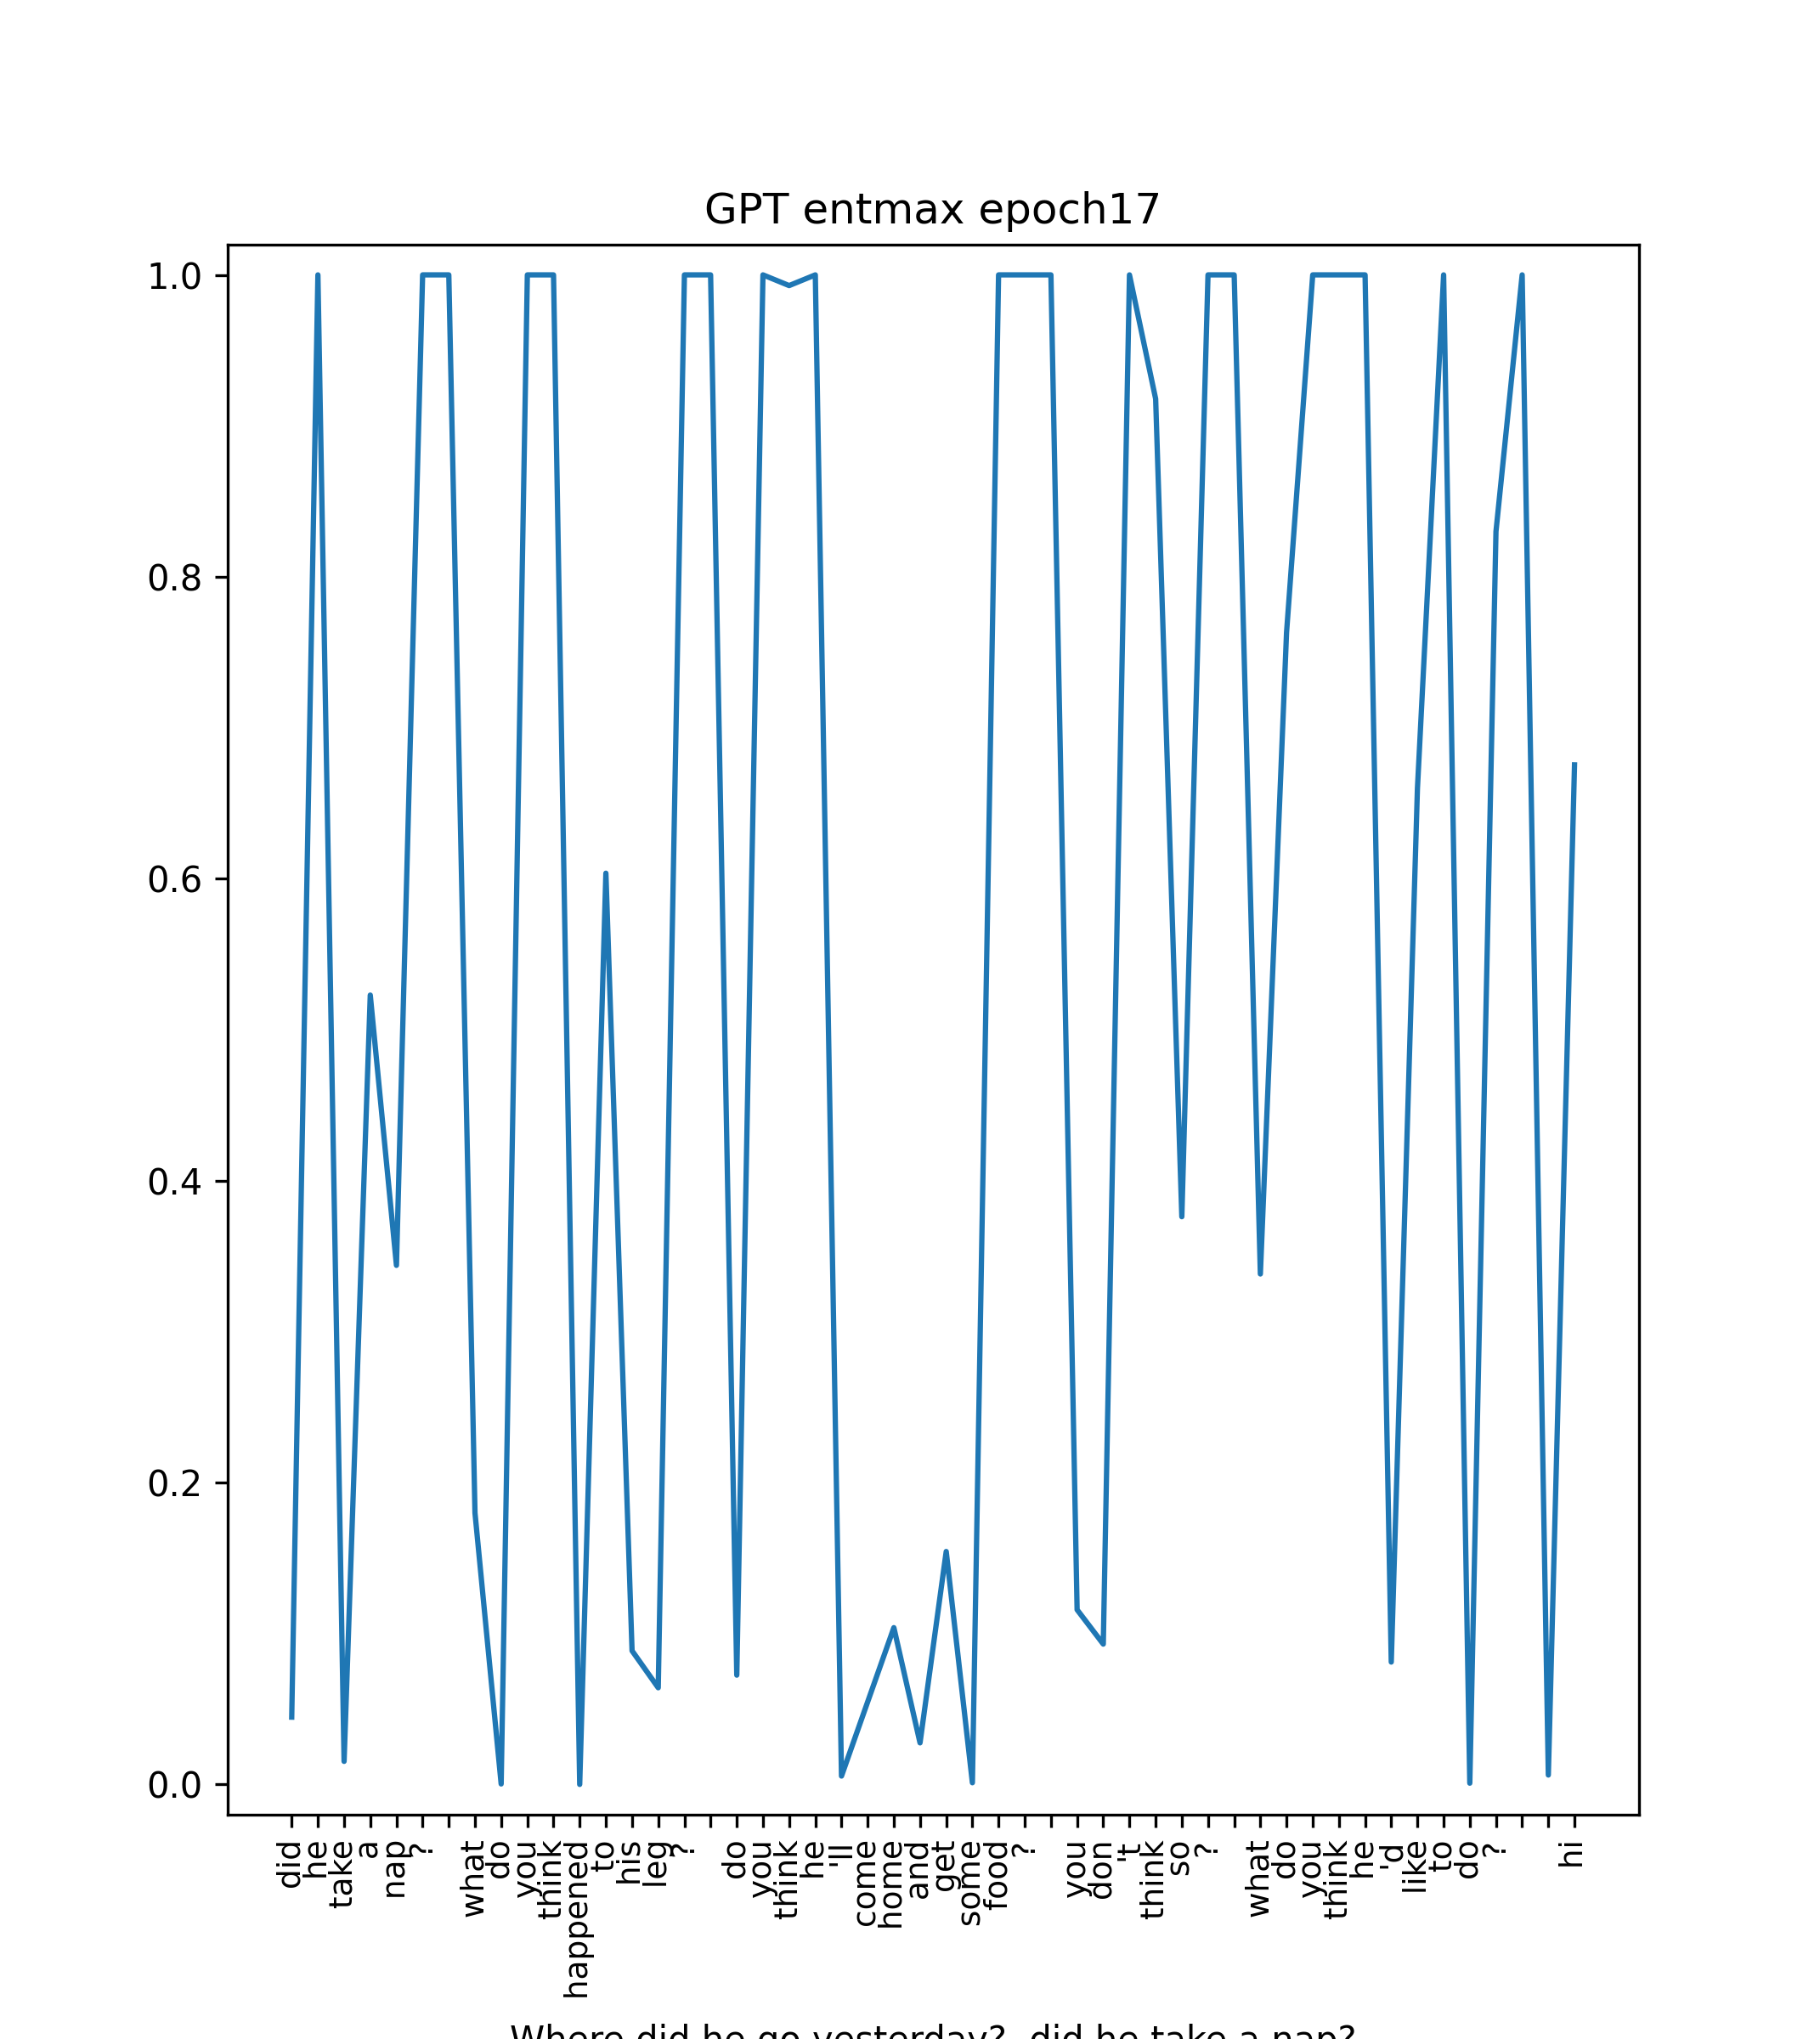 GPT entmax epoch17
1.0
0.8
0.6
0.4
0.2
0.0
did
he
take
a
nap
?
what
do
you
think
happened
to
his
leg
?
do
you
think
he
'll
come
home
and
get
some
food
?
you
don
't
think
so
?
what
do
you
think
he
'd
like
to
do
?
hi
Where did he go yesterday? did he take a nap?